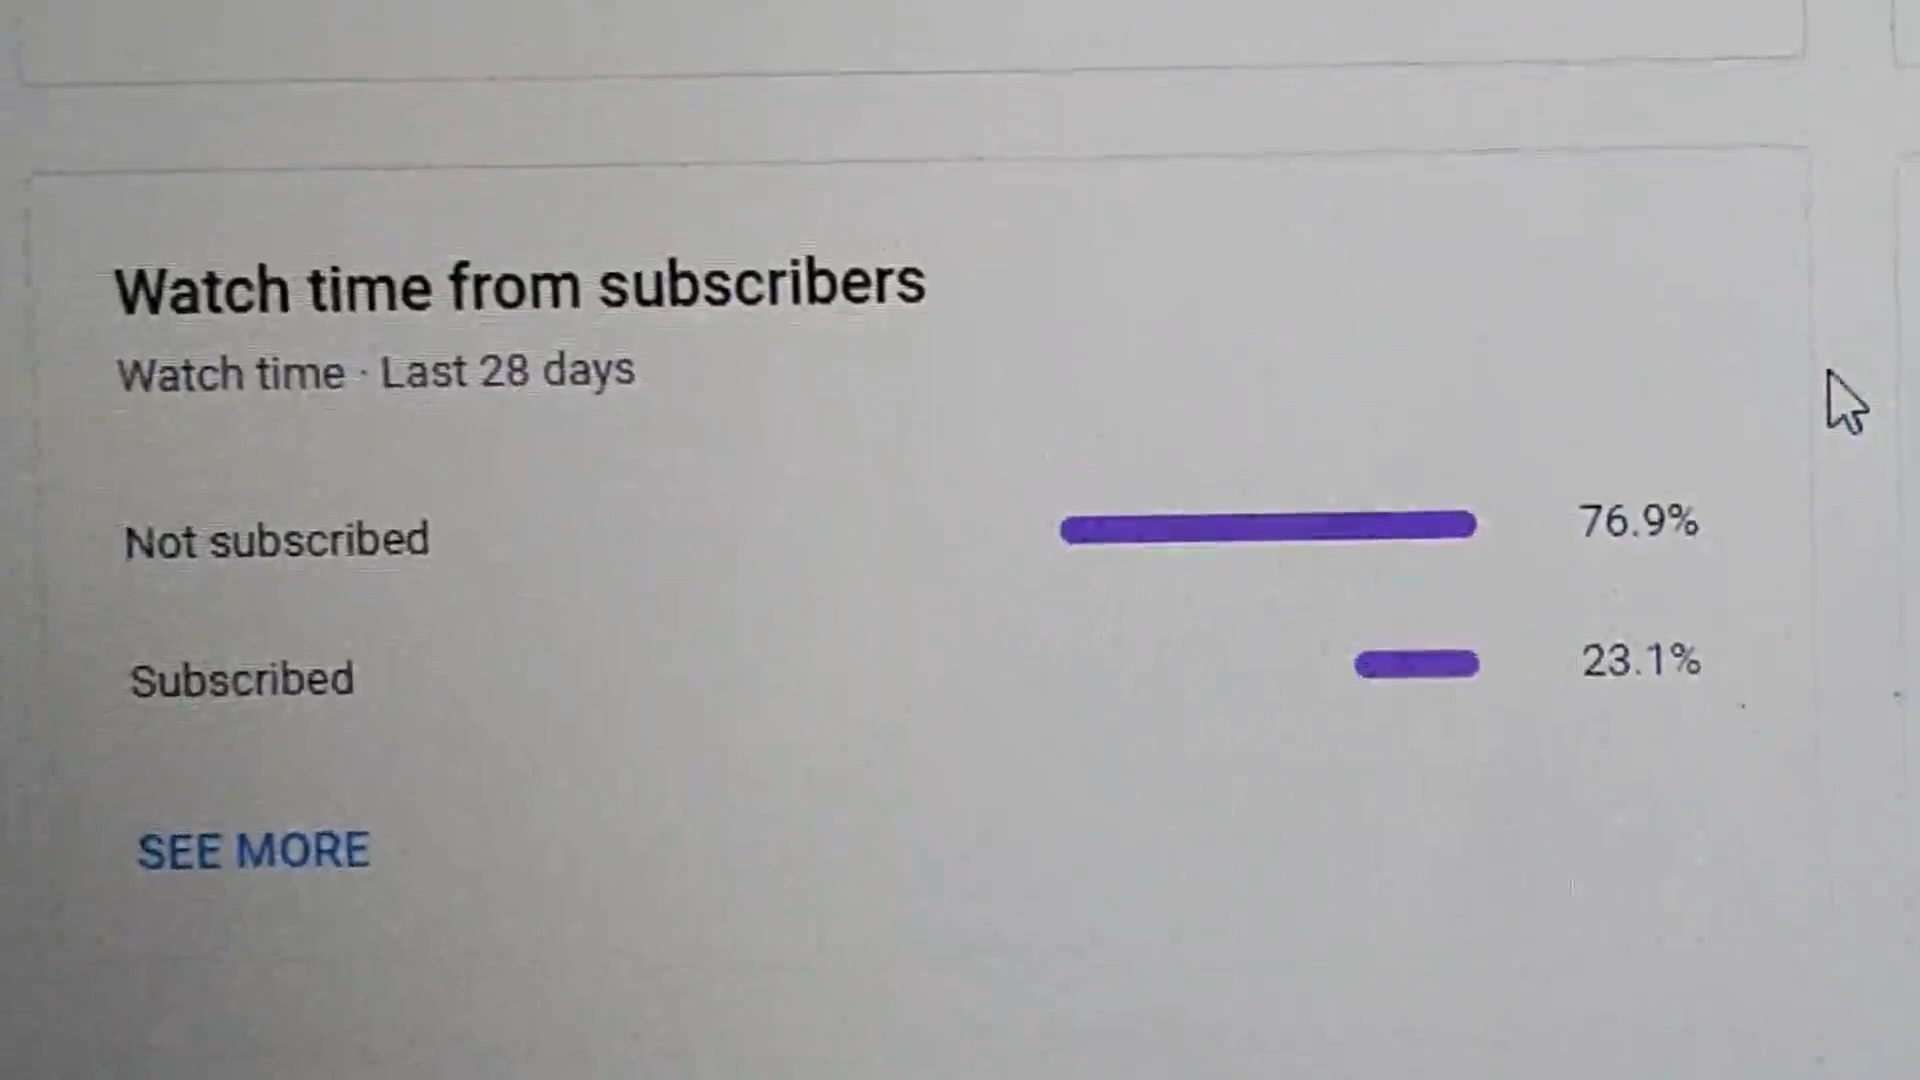 Watch time from subscribers
Watch time · Last 28 days
Not subscribed 76.9%
Subscribed 23.1%
SEE MORE